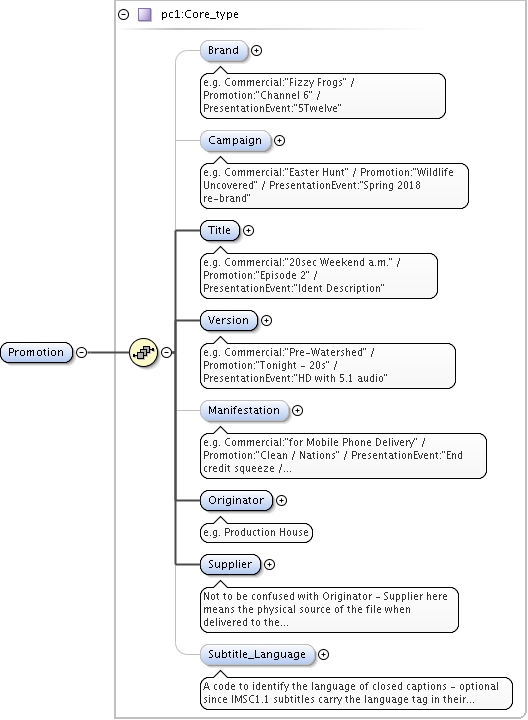 pc1:Core_type
Brand
e.g. Commercial:"Fizzy Frogs" /
Promotion:"Channel 6" /
PresentationEvent:"5Twelve"
Campaign
e.g. Commercial:"Easter Hunt" / Promotion:"Wildlife
Uncovered" / PresentationEvent:"Spring 2018
re-brand"
Title
e.g. Commercial:"20sec Weekend a.m." /
Promotion:"Episode 2" /
PresentationEvent:"Ident Description"
Version
e.g. Commercial:"Pre-Watershed" /
Promotion:"Tonight - 20s" /
PresentationEvent:"HD with 5.1 audio"
Promotion
Manifestation
e.g. Commercial:"for Mobile Phone Delivery" /
Promotion:"Clean / Nations" / PresentationEvent:"End
credit squeeze /...
Originator
e.g. Production House
Supplier
Not to be confused with Originator - Supplier here
means the physical source of the file when
delivered to the...
Subtitle_Language
A code to identify the language of closed captions - optional
since IMSC1.1 subtitles carry the language tag in their...